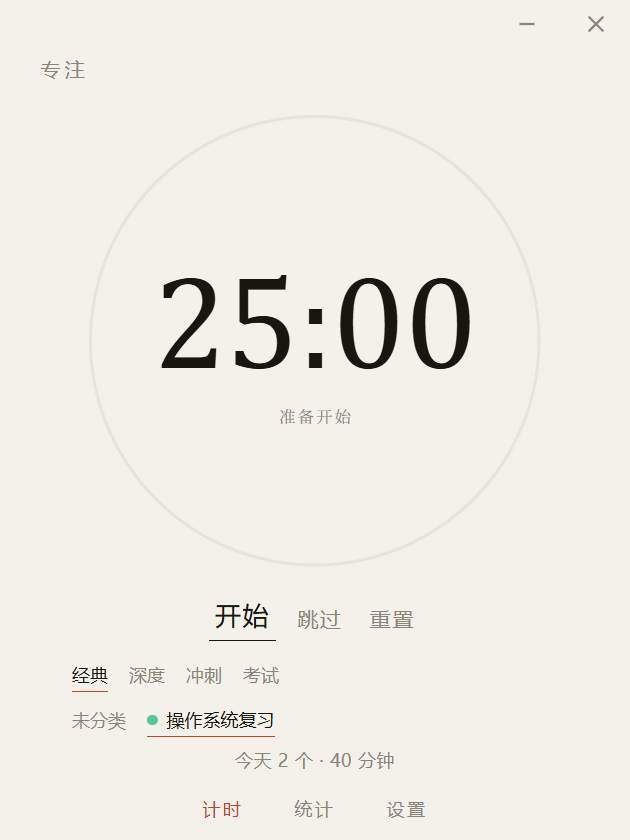 专注
25:00
准备开始
开始 跳过 重置
经典 深度 冲刺 考试
未分类 操作系统复习
今天 2 个 · 40 分钟
计时 统计 设置